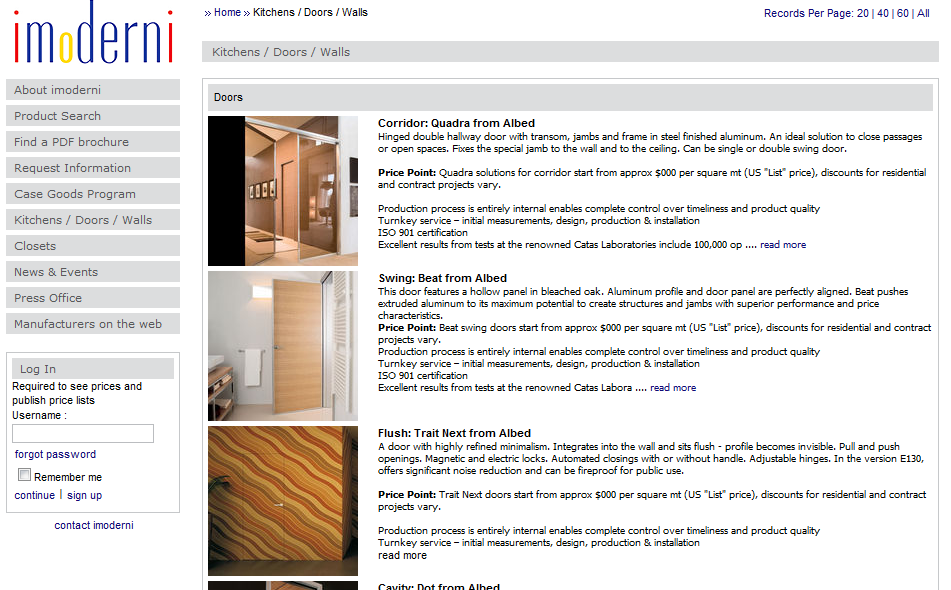 imoderni
» Home » Kitchens / Doors / Walls
Records Per Page: 20 | 40 | 60 | All
Kitchens / Doors / Walls
About imoderni
Product Search
Find a PDF brochure
Request Information
Case Goods Program
Kitchens / Doors / Walls
Closets
News & Events
Press Office
Manufacturers on the web
Log In
Required to see prices and
publish price lists
Username :
forgot password
Remember me
continue | sign up
contact imoderni
Doors
Corridor: Quadra from Albed
Hinged double hallway door with transom, jambs and frame in steel finished aluminum. An ideal solution to close passages
or open spaces. Fixes the special jamb to the wall and to the ceiling. Can be single or double swing door.
Price Point: Quadra solutions for corridor start from approx $000 per square mt (US "List" price), discounts for residential
and contract projects vary.
Production process is entirely internal enables complete control over timeliness and product quality
Turnkey service – initial measurements, design, production & installation
ISO 901 certification
Excellent results from tests at the renowned Catas Laboratories include 100,000 op .... read more
Swing: Beat from Albed
This door features a hollow panel in bleached oak. Aluminum profile and door panel are perfectly aligned. Beat pushes
extruded aluminum to its maximum potential to create structures and jambs with superior performance and price
characteristics.
Price Point: Beat swing doors start from approx $000 per square mt (US "List" price), discounts for residential and contract
projects vary.
Production process is entirely internal enables complete control over timeliness and product quality
Turnkey service – initial measurements, design, production & installation
ISO 901 certification
Excellent results from tests at the renowned Catas Labora .... read more
Flush: Trait Next from Albed
A door with highly refined minimalism. Integrates into the wall and sits flush - profile becomes invisible. Pull and push
openings. Magnetic and electric locks. Automated closings with or without handle. Adjustable hinges. In the version E130,
offers significant noise reduction and can be fireproof for public use.
Price Point: Trait Next doors start from approx $000 per square mt (US "List" price), discounts for residential and contract
projects vary.
Production process is entirely internal enables complete control over timeliness and product quality
Turnkey service – initial measurements, design, production & installation
read more
Cavity: Dot from Albed